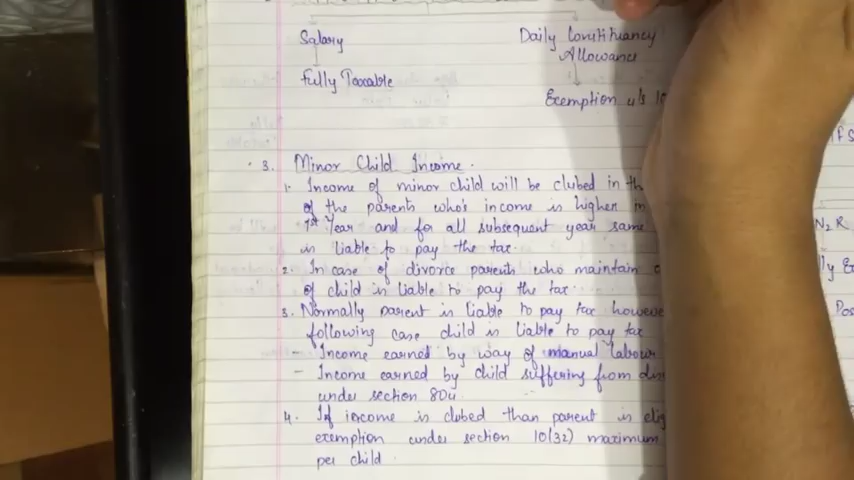 Salary
Daily Constituancy
Allowance
Fully Taxable
Exemption u/s 10
3. Minor Child Income.
1. Income of minor child will be clubed in
of the parents who's income is higher in
1st Year and for all subsequent year same
is liable to pay the tax.
2. In case of divorce parents who maintain
of child is liable to pay the tax.
3. Normally parent is liable to pay tax
following case child is liable to pay tax
- Income earned by way of manual labour
- Income earned by child suffering from
under section 80u
4. If income is clubed than parent is
exemption under section 10(32) maximum
per child
N2 R